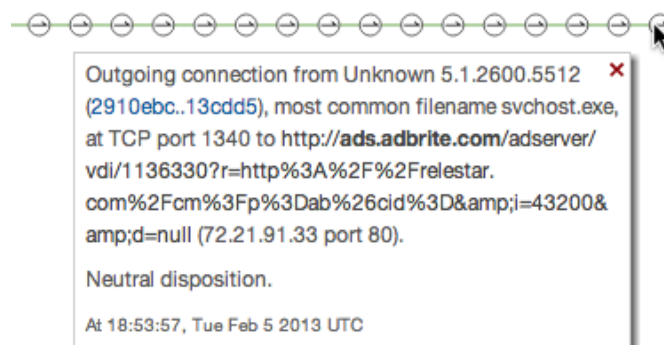 Outgoing connection from Unknown 5.1.2600.5512
(2910ebc..13cdd5), most common filename svchost.exe,
at TCP port 1340 to http://ads.adbrite.com/adserver/
vdi/1136330?r=http%3A%2F%2Frelestar.
com%2Fcm%3Fp%3Dab%26cid%3D&amp;i=43200&
amp;d=null (72.21.91.33 port 80).
Neutral disposition.
At 18:53:57, Tue Feb 5 2013 UTC